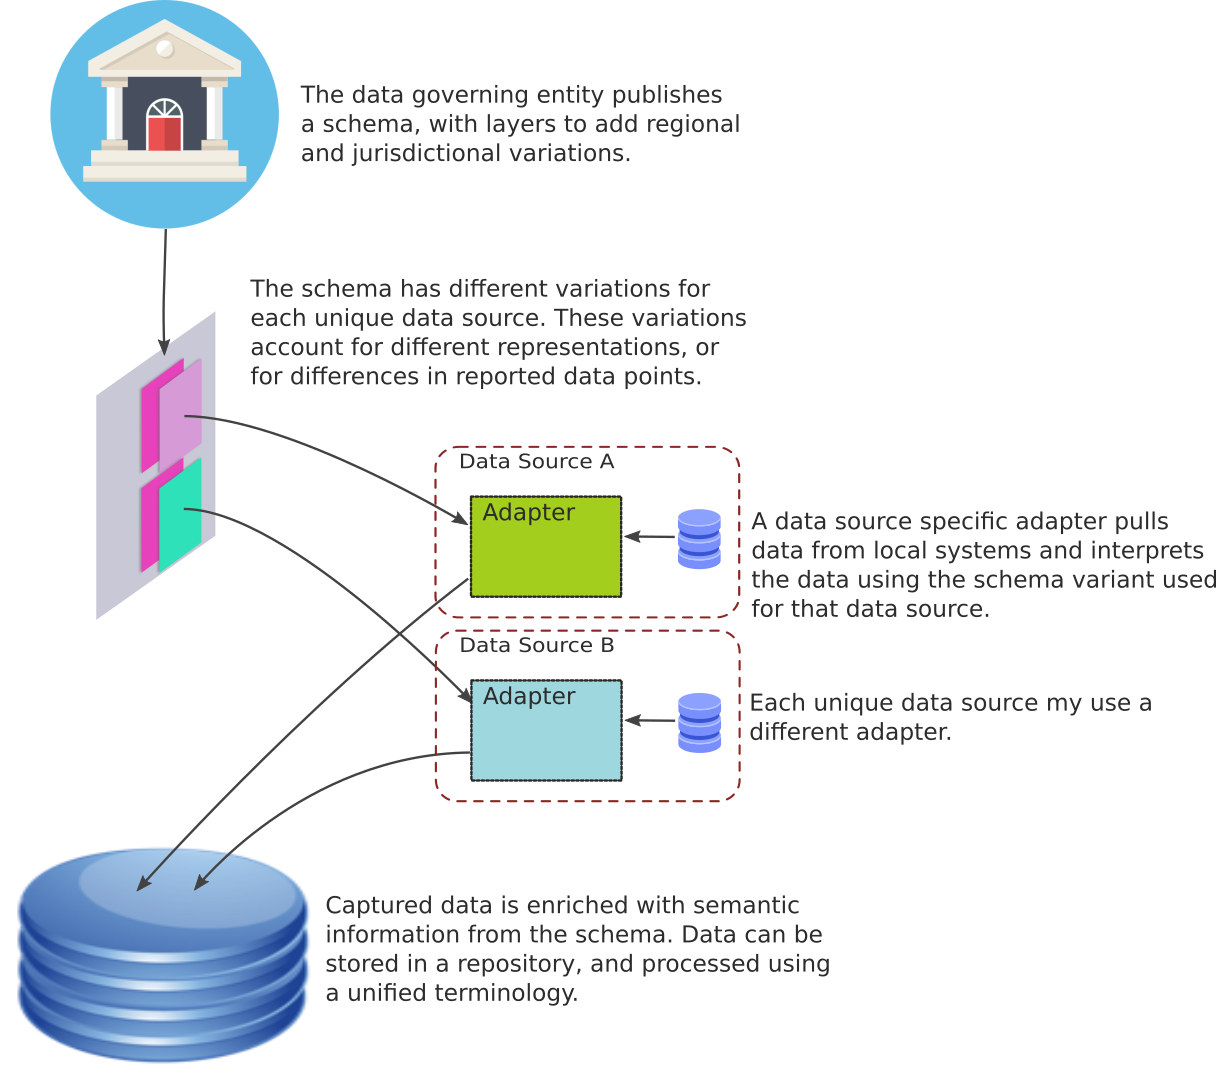 The data governing entity publishes
a schema, with layers to add regional
and jurisdictional variations.
The schema has different variations for
each unique data source. These variations
account for different representations, or
for differences in reported data points.
Data Source A
Adapter
A data source specific adapter pulls
data from local systems and interprets
the data using the schema variant used
for that data source.
Data Source B
Adapter
Each unique data source my use a
different adapter.
Captured data is enriched with semantic
information from the schema. Data can be
stored in a repository, and processed using
a unified terminology.